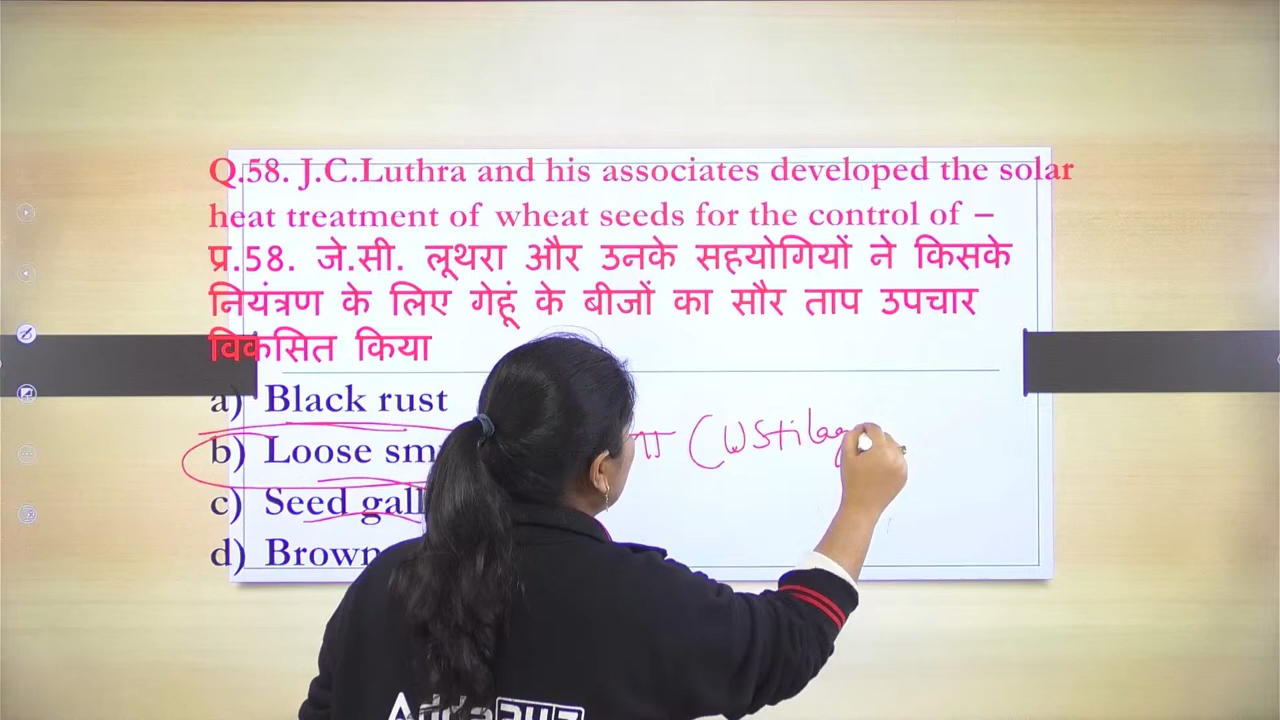 Q.58. J.C.Luthra and his associates developed the solar
heat treatment of wheat seeds for the control of –
प्र.58. जे.सी. लूथरा और उनके सहयोगियों ने किसके
नियंत्रण के लिए गेहूं के बीजों का सौर ताप उपचार
विकसित किया
a) Black rust
b) Loose
c) Seed gall
d) Brown